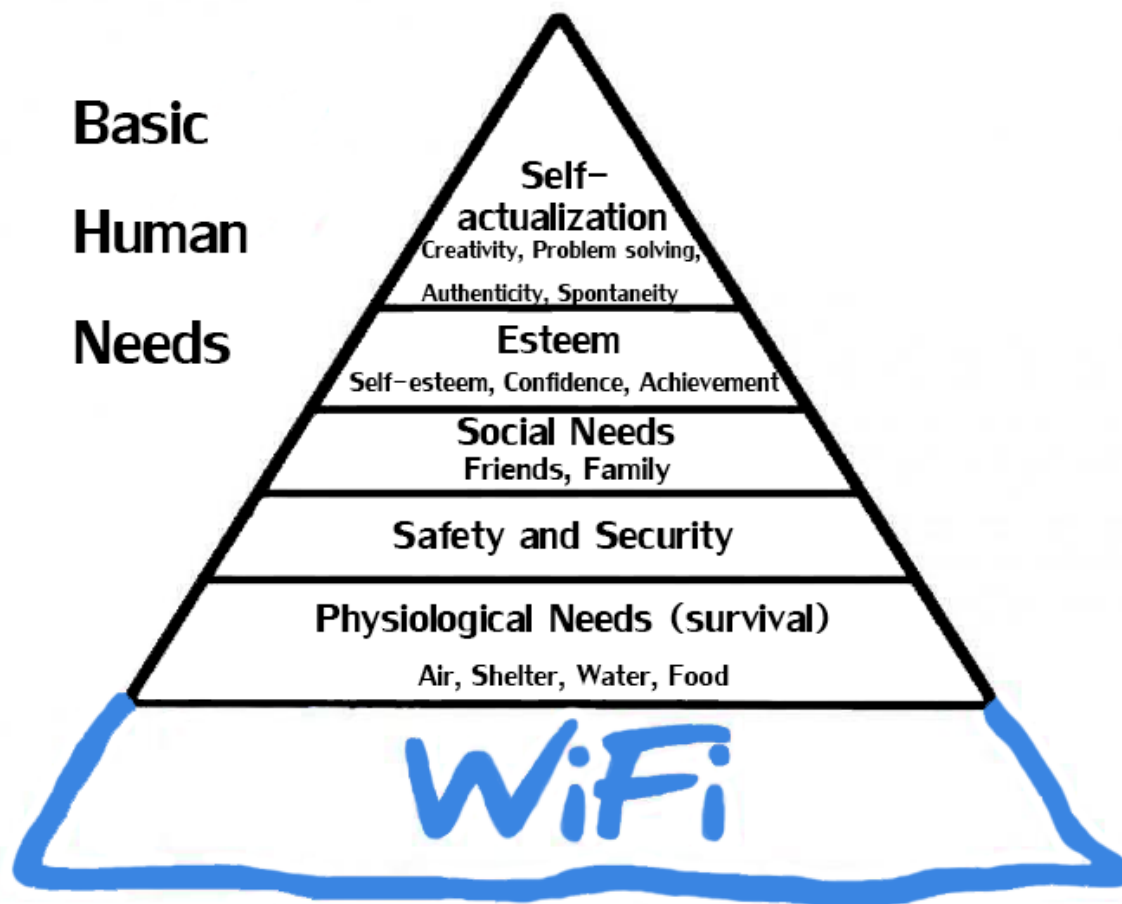 Basic
Human
Needs
Self-
actualization
Creativity, Problem solving,
Authenticity, Spontaneity
Esteem
Self-esteem, Confidence, Achievement
Social Needs
Friends, Family
Safety and Security
Physiological Needs (survival)
Air, Shelter, Water, Food
WiFi